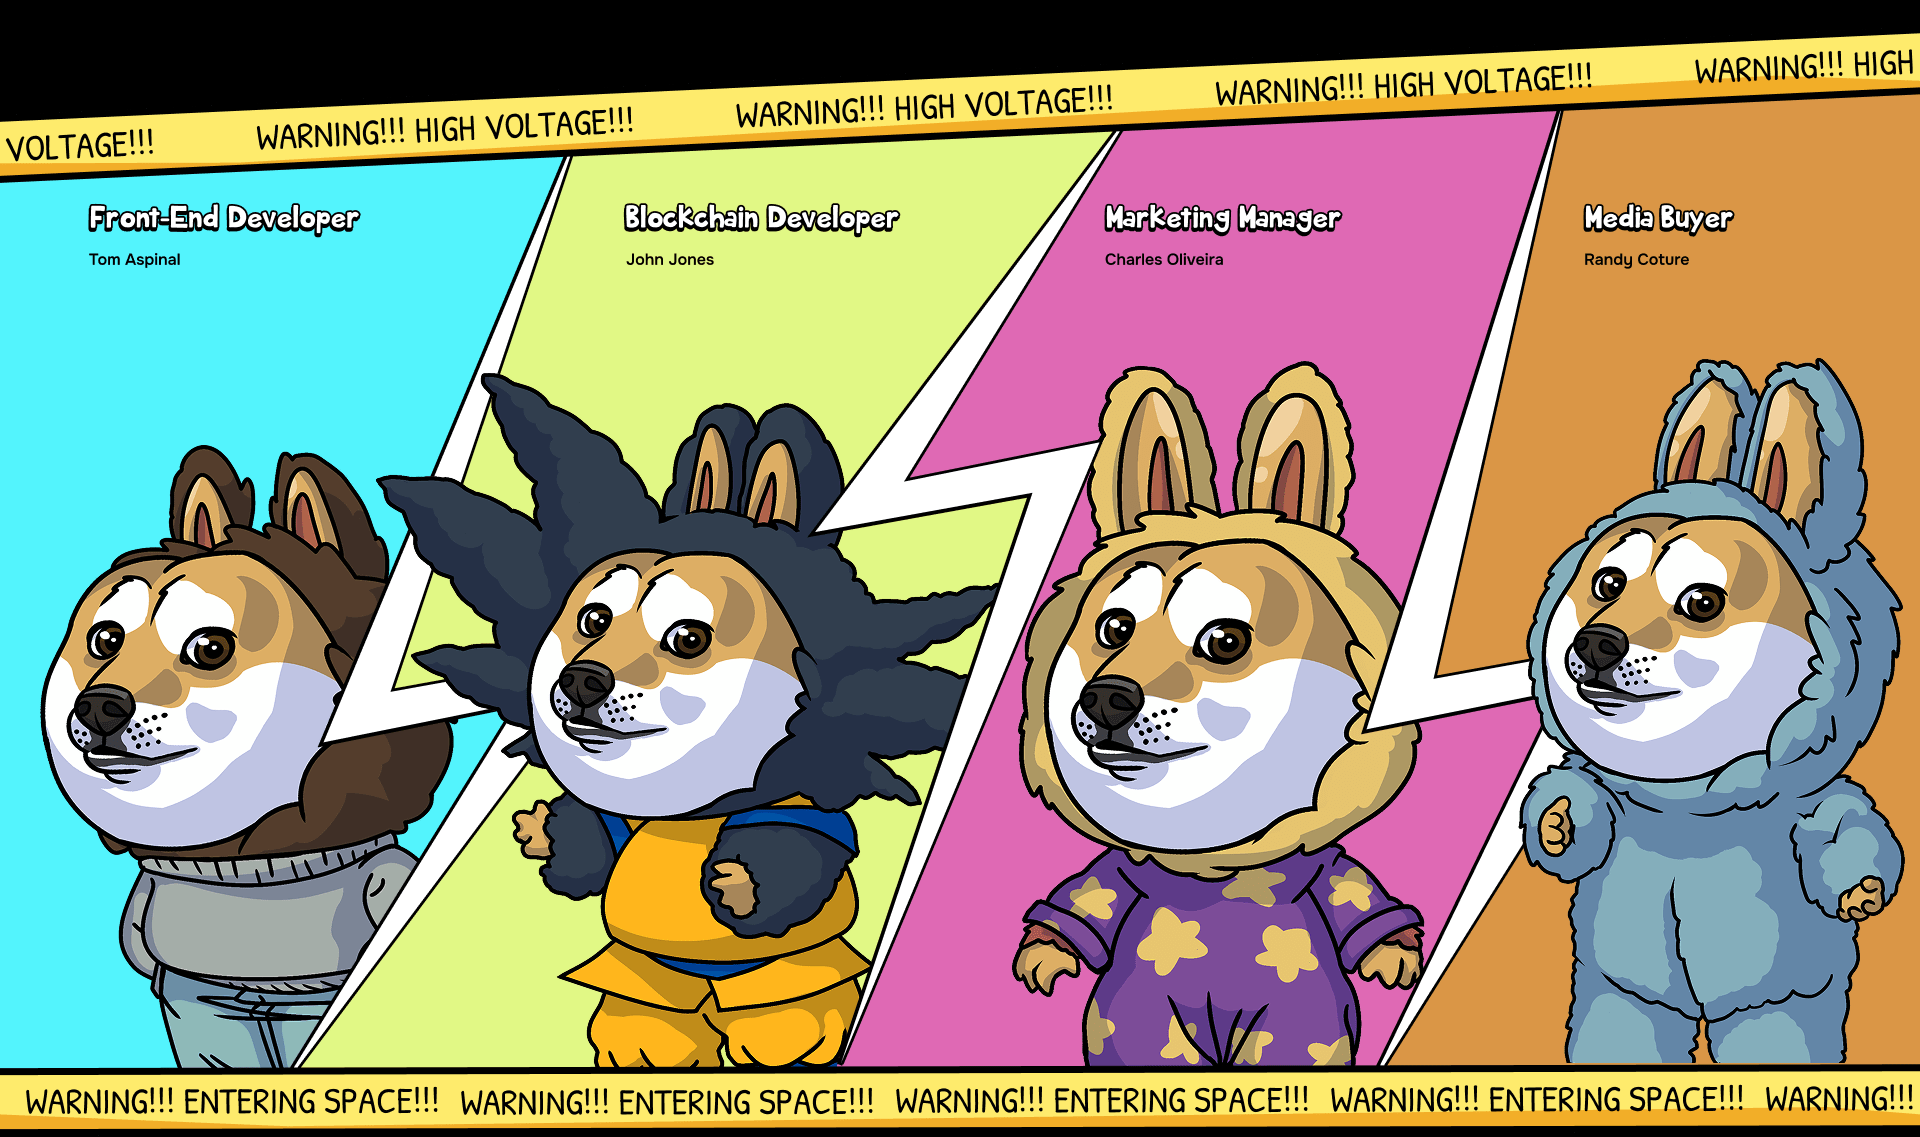 VOLTAGE!!! WARNING!!! HIGH VOLTAGE!!! WARNING!!! HIGH VOLTAGE!!! WARNING!!! HIGH VOLTAGE!!! WARNING!!! HIGH
Front-End Developer
Tom Aspinal
Blockchain Developer
John Jones
Marketing Manager
Charles Oliveira
Media Buyer
Randy Coture
WARNING!!! ENTERING SPACE!!! WARNING!!! ENTERING SPACE!!! WARNING!!! ENTERING SPACE!!! WARNING!!! ENTERING SPACE!!! WARNING!!!